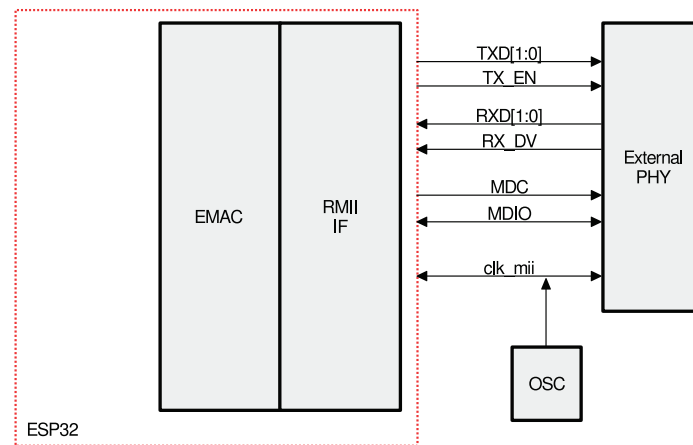 TXD[1:0]
TX_EN
RXD[1:0]
RX_DV
MDC
MDIO
clk_mii
EMAC
RMII
IF
External
PHY
OSC
ESP32